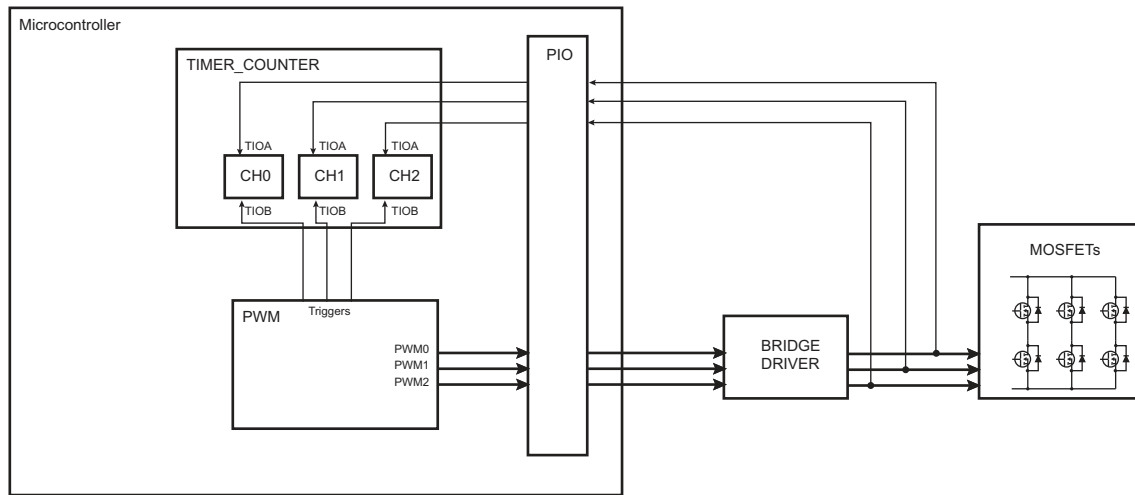 Microcontroller
TIMER_COUNTER
PIO
TIOA
TIOA
TIOA
CH0
CH1
CH2
TIOB
TIOB
TIOB
MOSFETs
Triggers
PWM
PWM0
PWM1
PWM2
BRIDGE
DRIVER